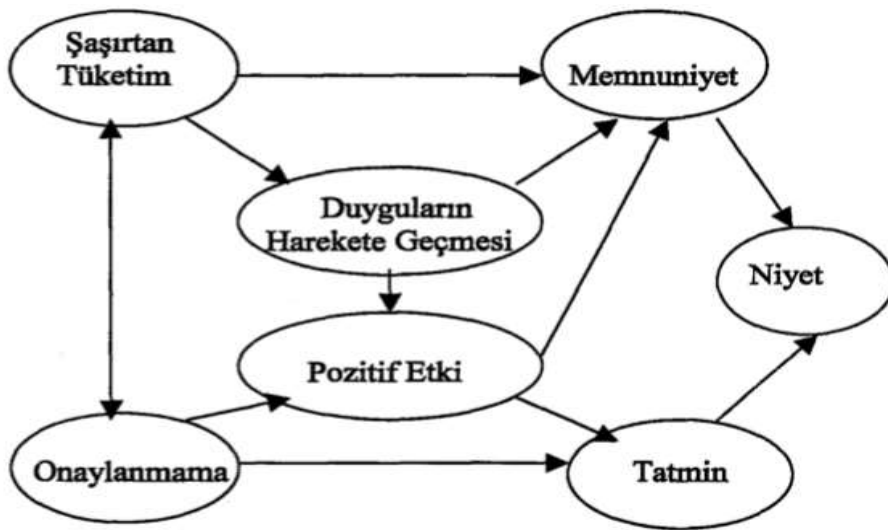 Şaşırtan
Tüketim
Memnuniyet
Duyguların
Harekete Geçmesi
Niyet
Pozitif Etki
Onaylanmama
Tatmin